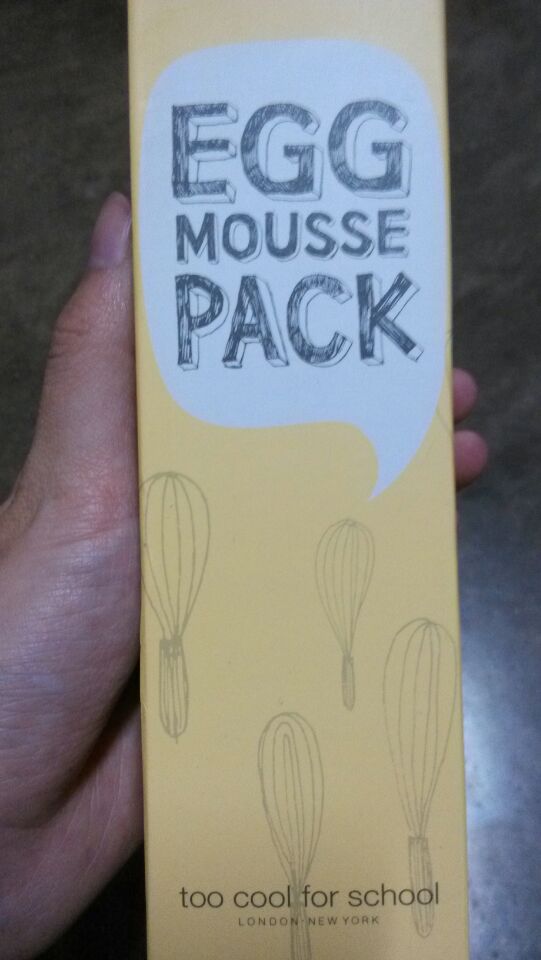 EGG
MOUSSE
PACK
too cool for school
LONDON·NEW YORK